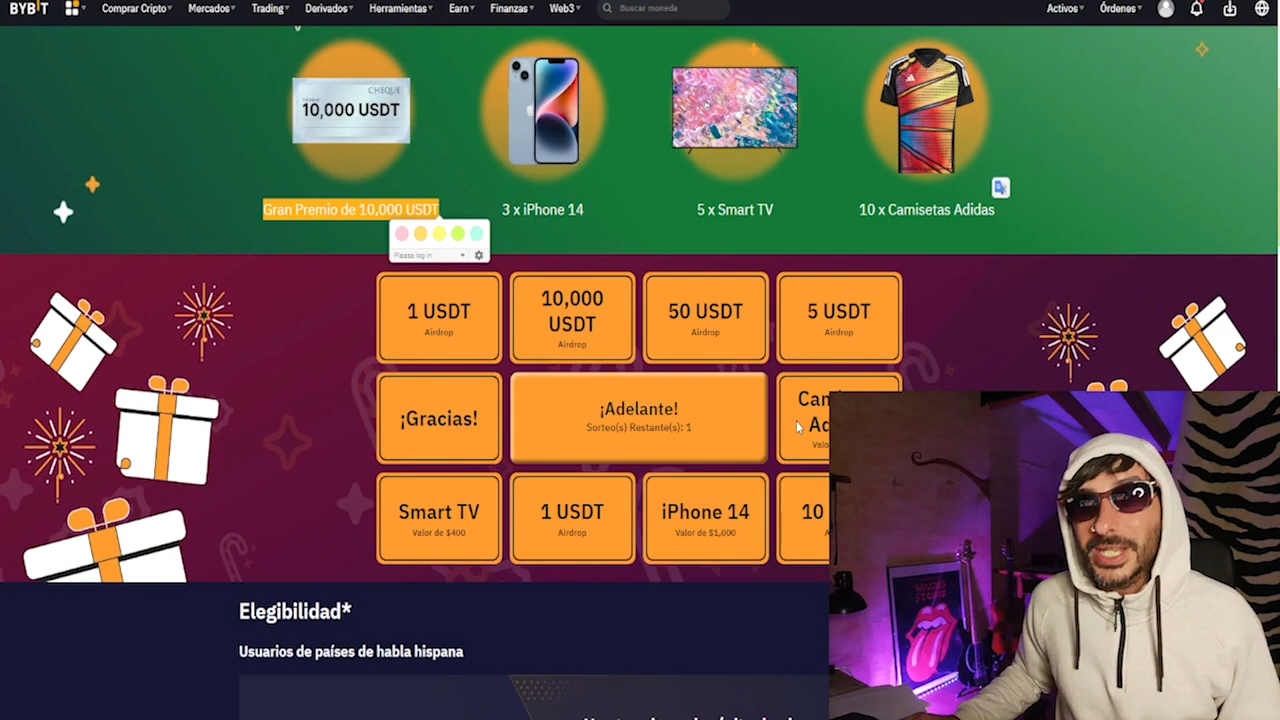 BYBIT
Comprar Cripto
Mercados
Trading
Derivados
Herramientas
Earn
Finanzas
Web3
Buscar moneda
Activos
Órdenes
CHEQUE
10,000 USDT
Gran Premio de 10,000 USDT
3 x iPhone 14
5 x Smart TV
10 x Camisetas Adidas
Please log in
1 USDT
Airdrop
10,000
USDT
Airdrop
50 USDT
Airdrop
5 USDT
Airdrop
¡Gracias!
¡Adelante!
Sorteo(s) Restante(s): 1
Smart TV
Valor de $400
1 USDT
Airdrop
iPhone 14
Valor de $1,000
10
Elegibilidad*
Usuarios de países de habla hispana